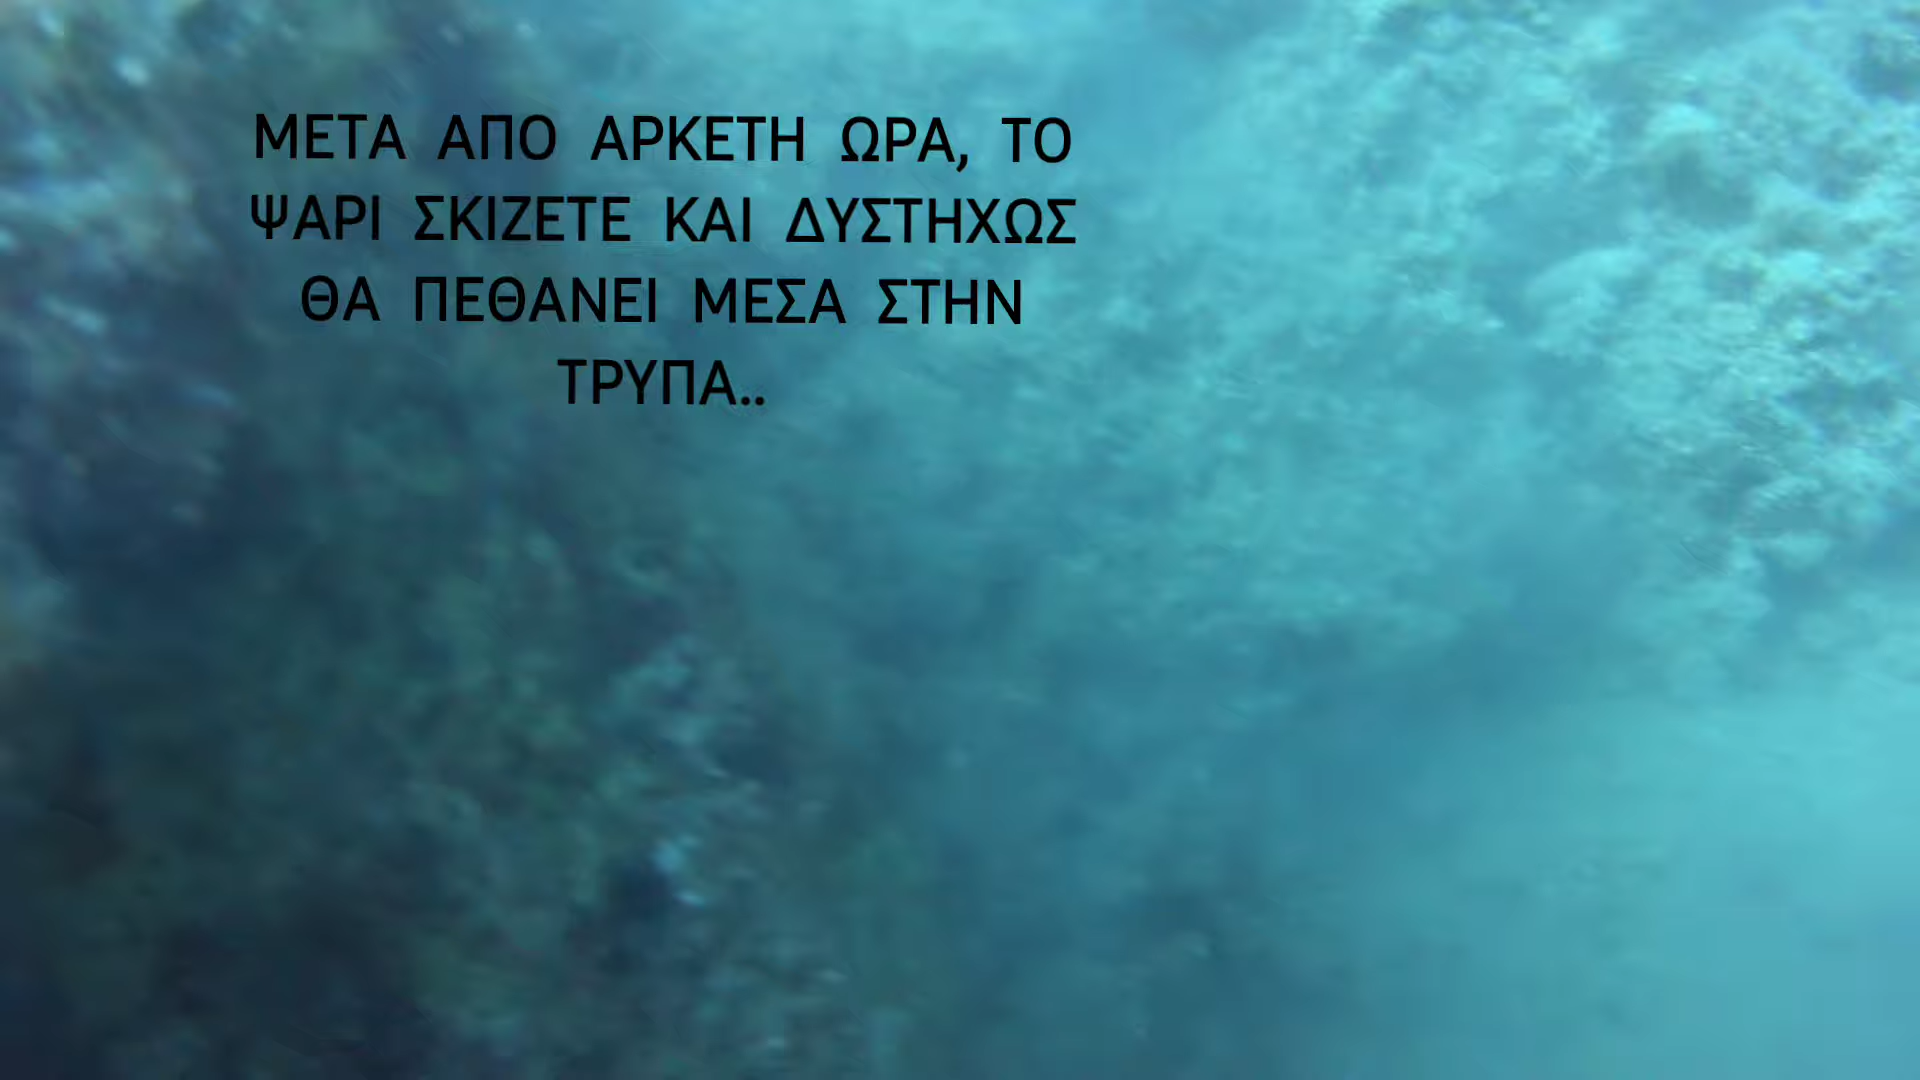 ΜΕΤΑ ΑΠΟ ΑΡΚΕΤΗ ΩΡΑ, ΤΟ
ΨΑΡΙ ΣΚΙΖΕΤΕ ΚΑΙ ΔΥΣΤΗΧΩΣ
ΘΑ ΠΕΘΑΝΕΙ ΜΕΣΑ ΣΤΗΝ
ΤΡΥΠΑ..